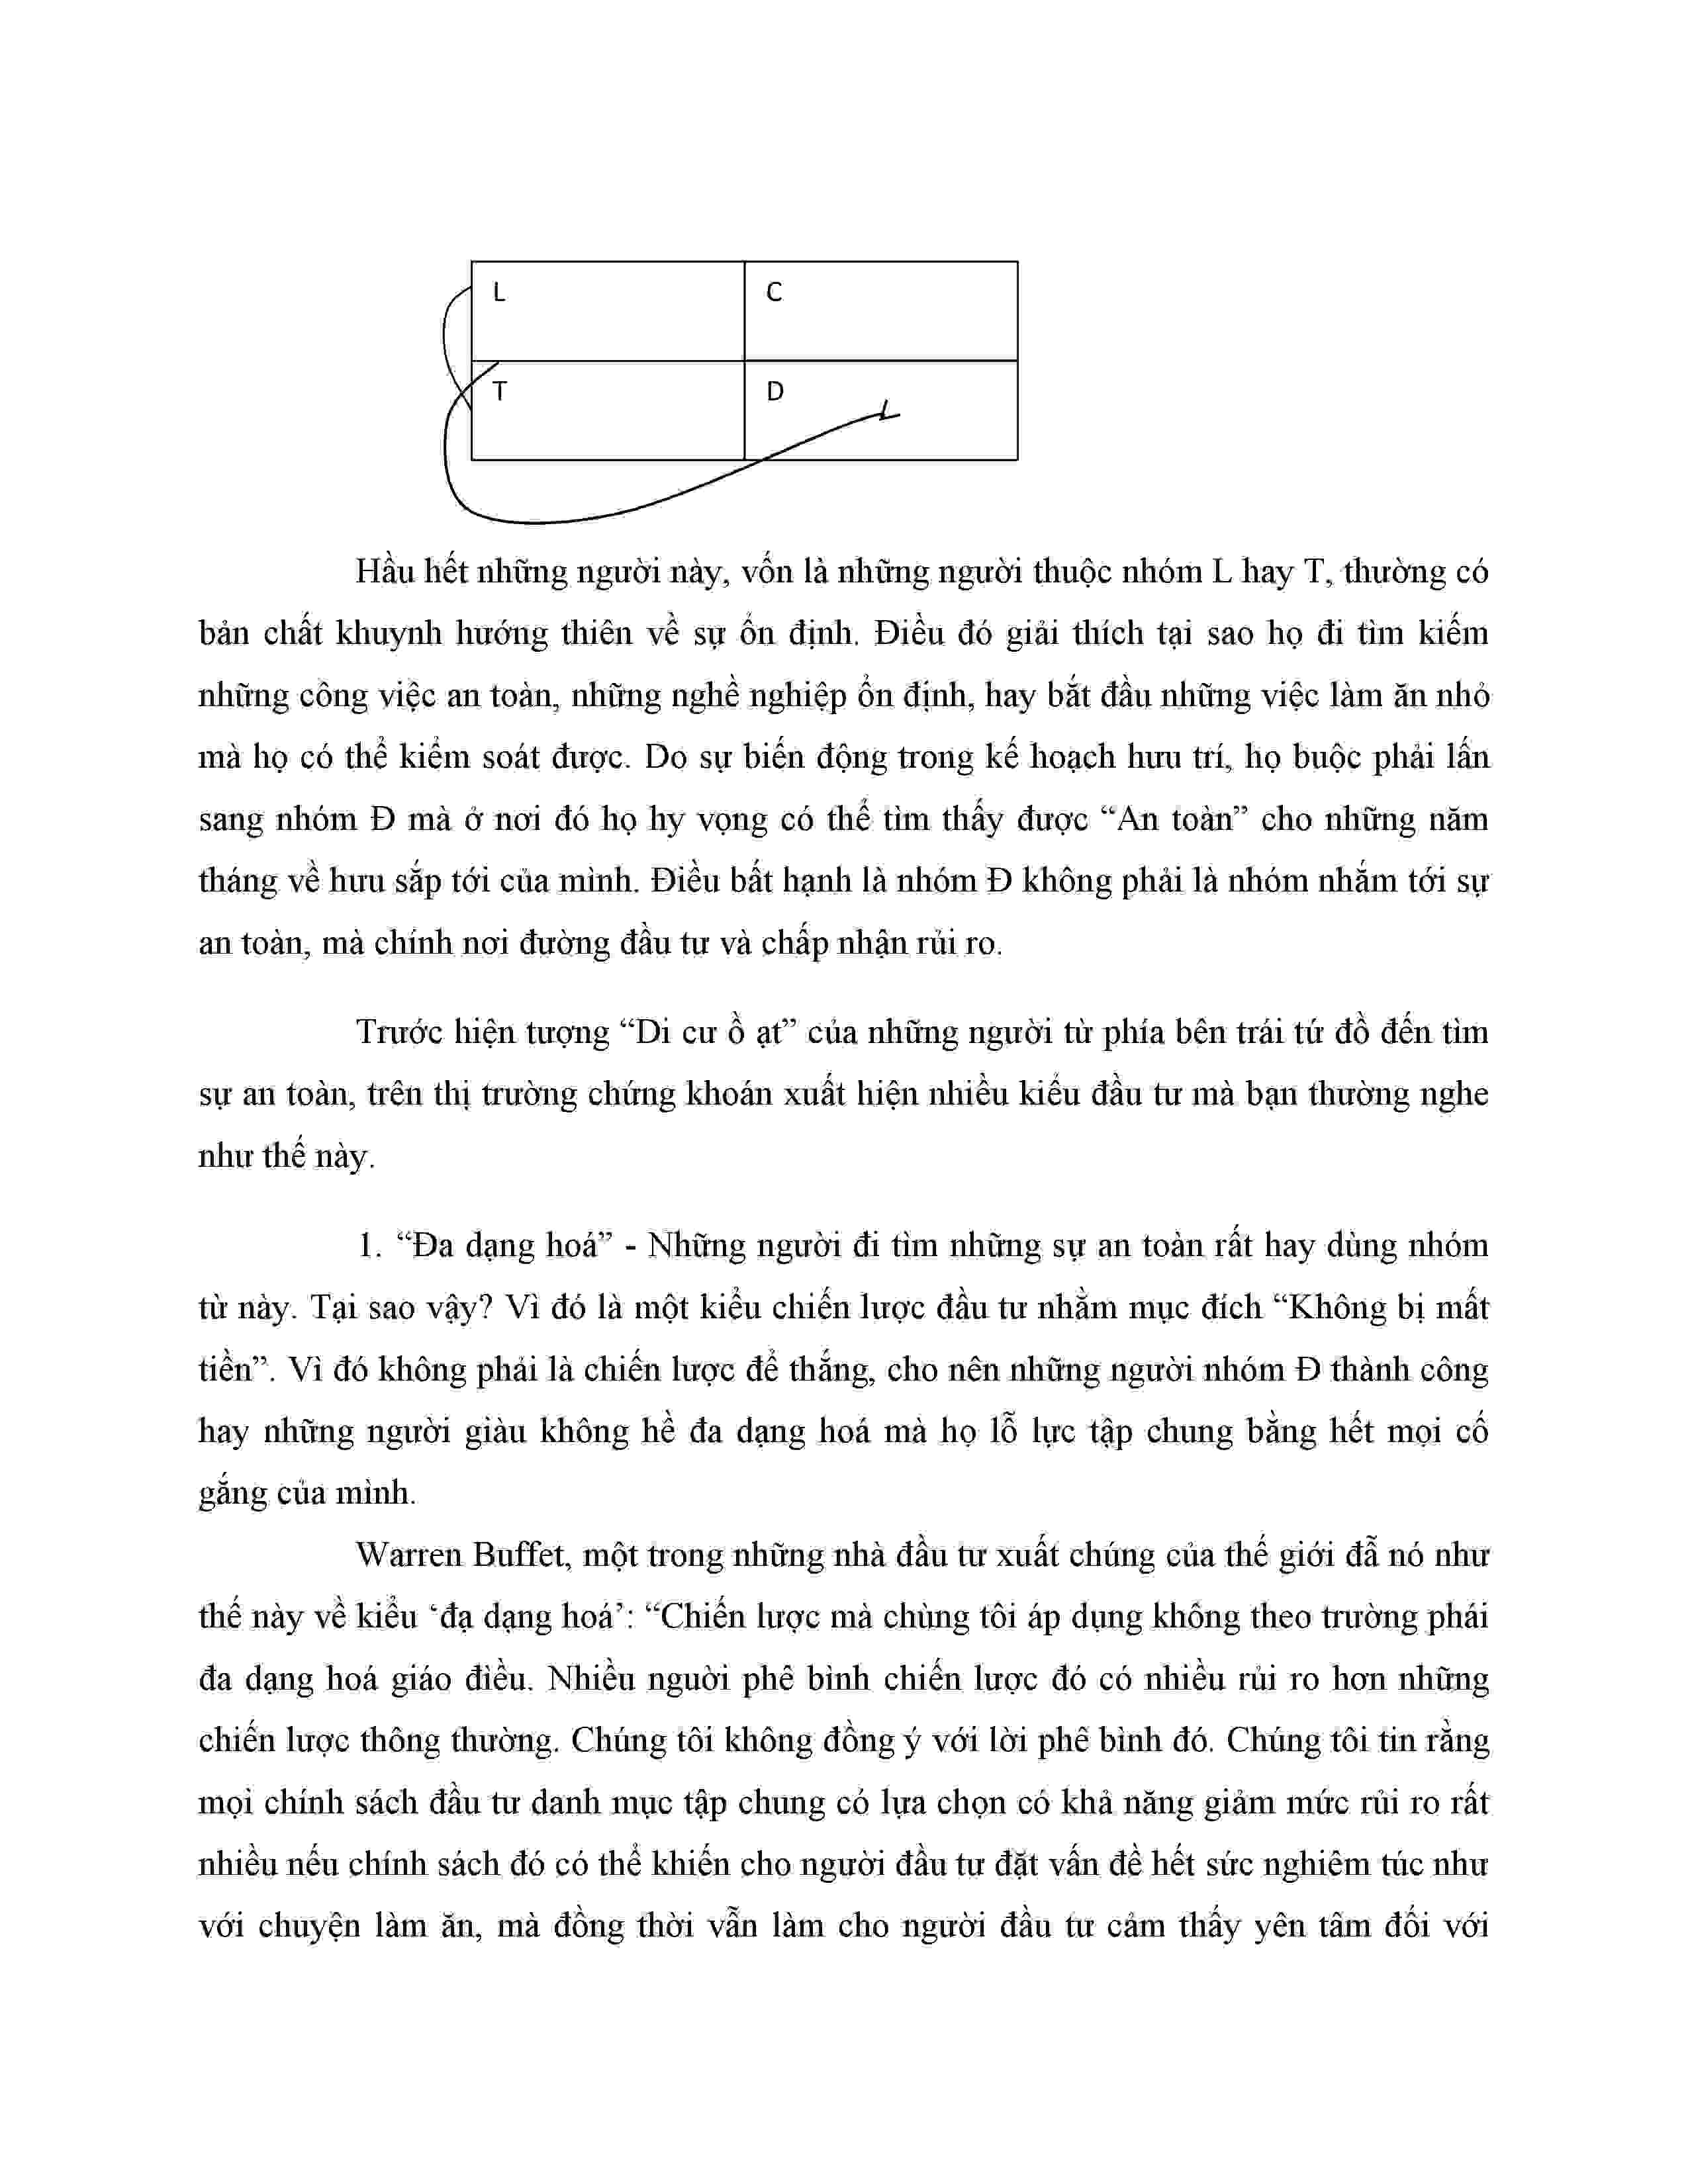 L C
T D
Hầu hết những người này, vốn là những người thuộc nhóm L hay T, thường có
bản chất khuynh hướng thiên về sự ổn định. Điều đó giải thích tại sao họ đi tìm kiếm
những công việc an toàn, những nghề nghiệp ổn định, hay bắt đầu những việc làm ăn nhỏ
mà họ có thể kiểm soát được. Do sự biến động trong kế hoạch hưu trí, họ buộc phải lấn
sang nhóm Đ mà ở nơi đó họ hy vọng có thể tìm thấy được “An toàn” cho những năm
tháng về hưu sắp tới của mình. Điều bất hạnh là nhóm Đ không phải là nhóm nhắm tới sự
an toàn, mà chính nơi đường đầu tư và chấp nhận rủi ro.
Trước hiện tượng “Di cư ồ ạt” của những người từ phía bên trái tứ đồ đến tìm
sự an toàn, trên thị trường chứng khoán xuất hiện nhiều kiểu đầu tư mà bạn thường nghe
như thế này.
1. “Đa dạng hoá” - Những người đi tìm những sự an toàn rất hay dùng nhóm
từ này. Tại sao vậy? Vì đó là một kiểu chiến lược đầu tư nhằm mục đích “Không bị mất
tiền”. Vì đó không phải là chiến lược để thắng, cho nên những người nhóm Đ thành công
hay những người giàu không hề đa dạng hoá mà họ lỗ lực tập chung bằng hết mọi cố
gắng của mình.
Warren Buffet, một trong những nhà đầu tư xuất chúng của thế giới đẫ nó như
thế này về kiểu ‘đạ dạng hoá’: “Chiến lược mà chùng tôi áp dụng không theo trường phái
đa dạng hoá giáo điều. Nhiều nguời phê bình chiến lược đó có nhiều rủi ro hơn những
chiến lược thông thường. Chúng tôi không đồng ý với lời phê bình đó. Chúng tôi tin rằng
mọi chính sách đầu tư danh mục tập chung có lựa chọn có khả năng giảm mức rủi ro rất
nhiều nếu chính sách đó có thể khiến cho người đầu tư đặt vấn đề hết sức nghiêm túc như
với chuyện làm ăn, mà đồng thời vẫn làm cho người đầu tư cảm thấy yên tâm đối với